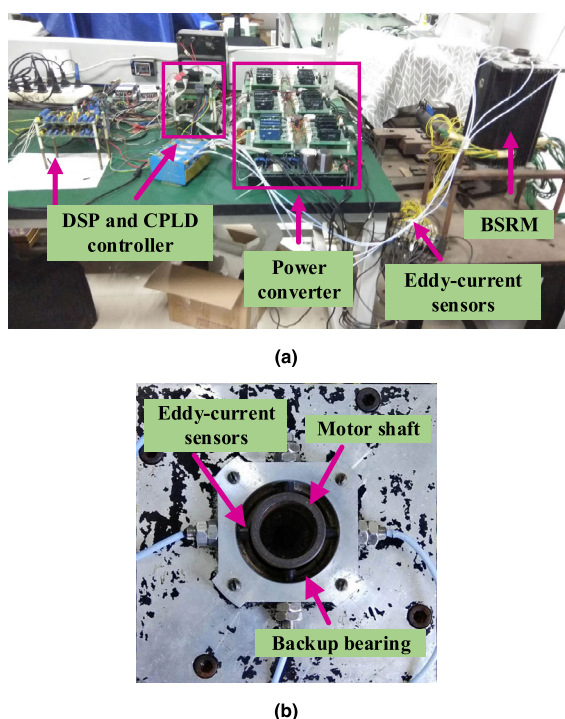 DSP and CPLD
controller
Power
converter
BSRM
Eddy-current
sensors
(a)
Eddy-current
sensors
Motor shaft
Backup bearing
(b)